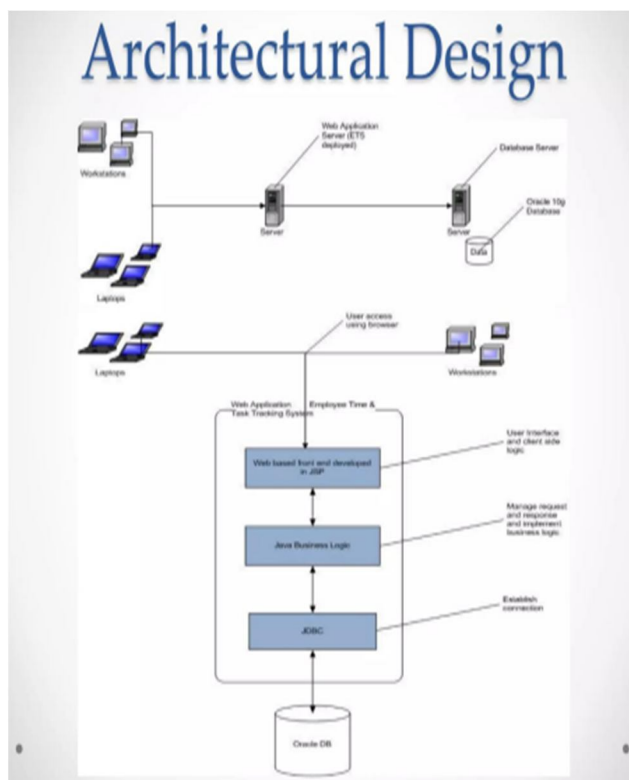 Architectural Design
Web Application
Server (ETS
deployed)
Database Server
Workstations
Oracle 10g
Database
Server
Server
Data
Laptops
User access
using browser
Laptops
Workstations
Web Application
Employee Time &
Task Tracking System
User Interface
and client side
logic
Web based front end developed
in JSP
Manage request
and response
and implement
business logic
Java Business Logic
Establish
connection
JDBC
Oracle DB